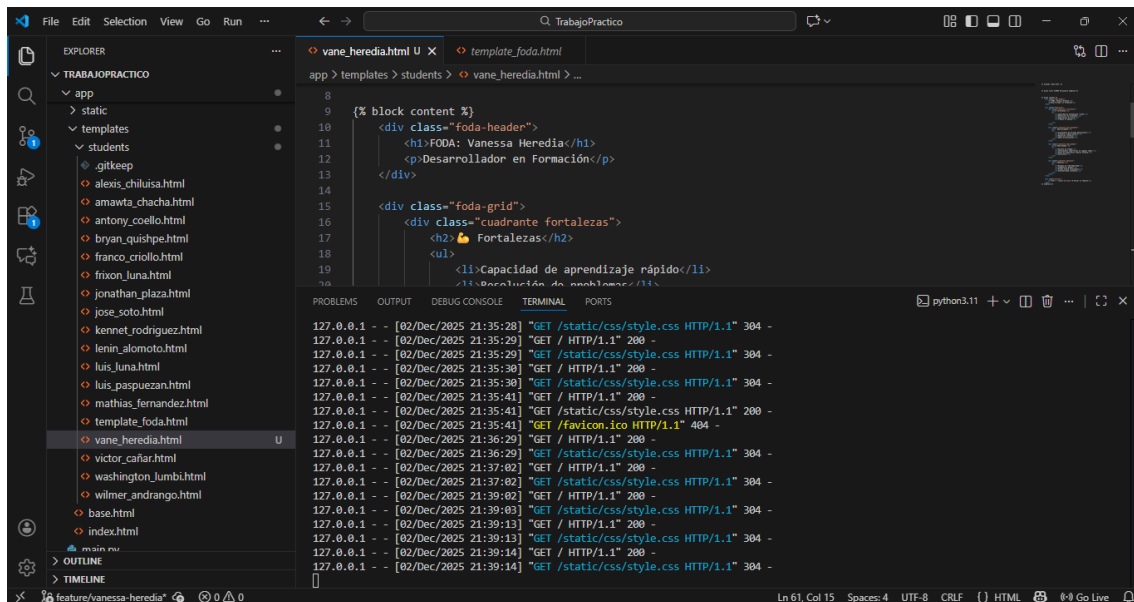 File Edit Selection View Go Run ...
TrabajoPractico
EXPLORER
TRABAJOPRACTICO
app
static
templates
students
.gitkeep
alexis_chiluisa.html
amawta_chacha.html
antony_coello.html
bryan_quishpe.html
franco_criollo.html
frixon_luna.html
jonathan_plaza.html
jose_soto.html
kennet_rodriguez.html
lenin_alomoto.html
luis_luna.html
luis_paspuezan.html
mathias_fernandez.html
template_foda.html
vane_heredia.html U
victor_cañar.html
washington_lumbi.html
wilmer_andrango.html
base.html
index.html
main.py
OUTLINE
TIMELINE
vane_heredia.html U template_foda.html
app > templates > students > vane_heredia.html > ...
8
9 {% block content %}
10 <div class="foda-header">
11 <h1>FODA: Vanessa Heredia</h1>
12 <p>Desarrollador en Formación</p>
13 </div>
14
15 <div class="foda-grid">
16 <div class="cuadrante fortalezas">
17 <h2>💪 Fortalezas</h2>
18 <ul>
19 <li>Capacidad de aprendizaje rápido</li>
20 <li>Resolución de problemas</li>
PROBLEMS OUTPUT DEBUG CONSOLE TERMINAL PORTS
python3.11
127.0.0.1 - - [02/Dec/2025 21:35:28] "GET /static/css/style.css HTTP/1.1" 304 -
127.0.0.1 - - [02/Dec/2025 21:35:29] "GET / HTTP/1.1" 200 -
127.0.0.1 - - [02/Dec/2025 21:35:29] "GET /static/css/style.css HTTP/1.1" 304 -
127.0.0.1 - - [02/Dec/2025 21:35:30] "GET / HTTP/1.1" 200 -
127.0.0.1 - - [02/Dec/2025 21:35:30] "GET /static/css/style.css HTTP/1.1" 304 -
127.0.0.1 - - [02/Dec/2025 21:35:41] "GET / HTTP/1.1" 200 -
127.0.0.1 - - [02/Dec/2025 21:35:41] "GET /static/css/style.css HTTP/1.1" 200 -
127.0.0.1 - - [02/Dec/2025 21:35:41] "GET /favicon.ico HTTP/1.1" 404 -
127.0.0.1 - - [02/Dec/2025 21:36:29] "GET / HTTP/1.1" 200 -
127.0.0.1 - - [02/Dec/2025 21:36:29] "GET /static/css/style.css HTTP/1.1" 304 -
127.0.0.1 - - [02/Dec/2025 21:37:02] "GET / HTTP/1.1" 200 -
127.0.0.1 - - [02/Dec/2025 21:37:02] "GET /static/css/style.css HTTP/1.1" 304 -
127.0.0.1 - - [02/Dec/2025 21:39:02] "GET / HTTP/1.1" 200 -
127.0.0.1 - - [02/Dec/2025 21:39:03] "GET /static/css/style.css HTTP/1.1" 304 -
127.0.0.1 - - [02/Dec/2025 21:39:13] "GET / HTTP/1.1" 200 -
127.0.0.1 - - [02/Dec/2025 21:39:13] "GET /static/css/style.css HTTP/1.1" 304 -
127.0.0.1 - - [02/Dec/2025 21:39:14] "GET / HTTP/1.1" 200 -
127.0.0.1 - - [02/Dec/2025 21:39:14] "GET /static/css/style.css HTTP/1.1" 304 -
feature/vanessa-heredia* 0 0
Ln 61, Col 15 Spaces: 4 UTF-8 CRLF {} HTML Go Live